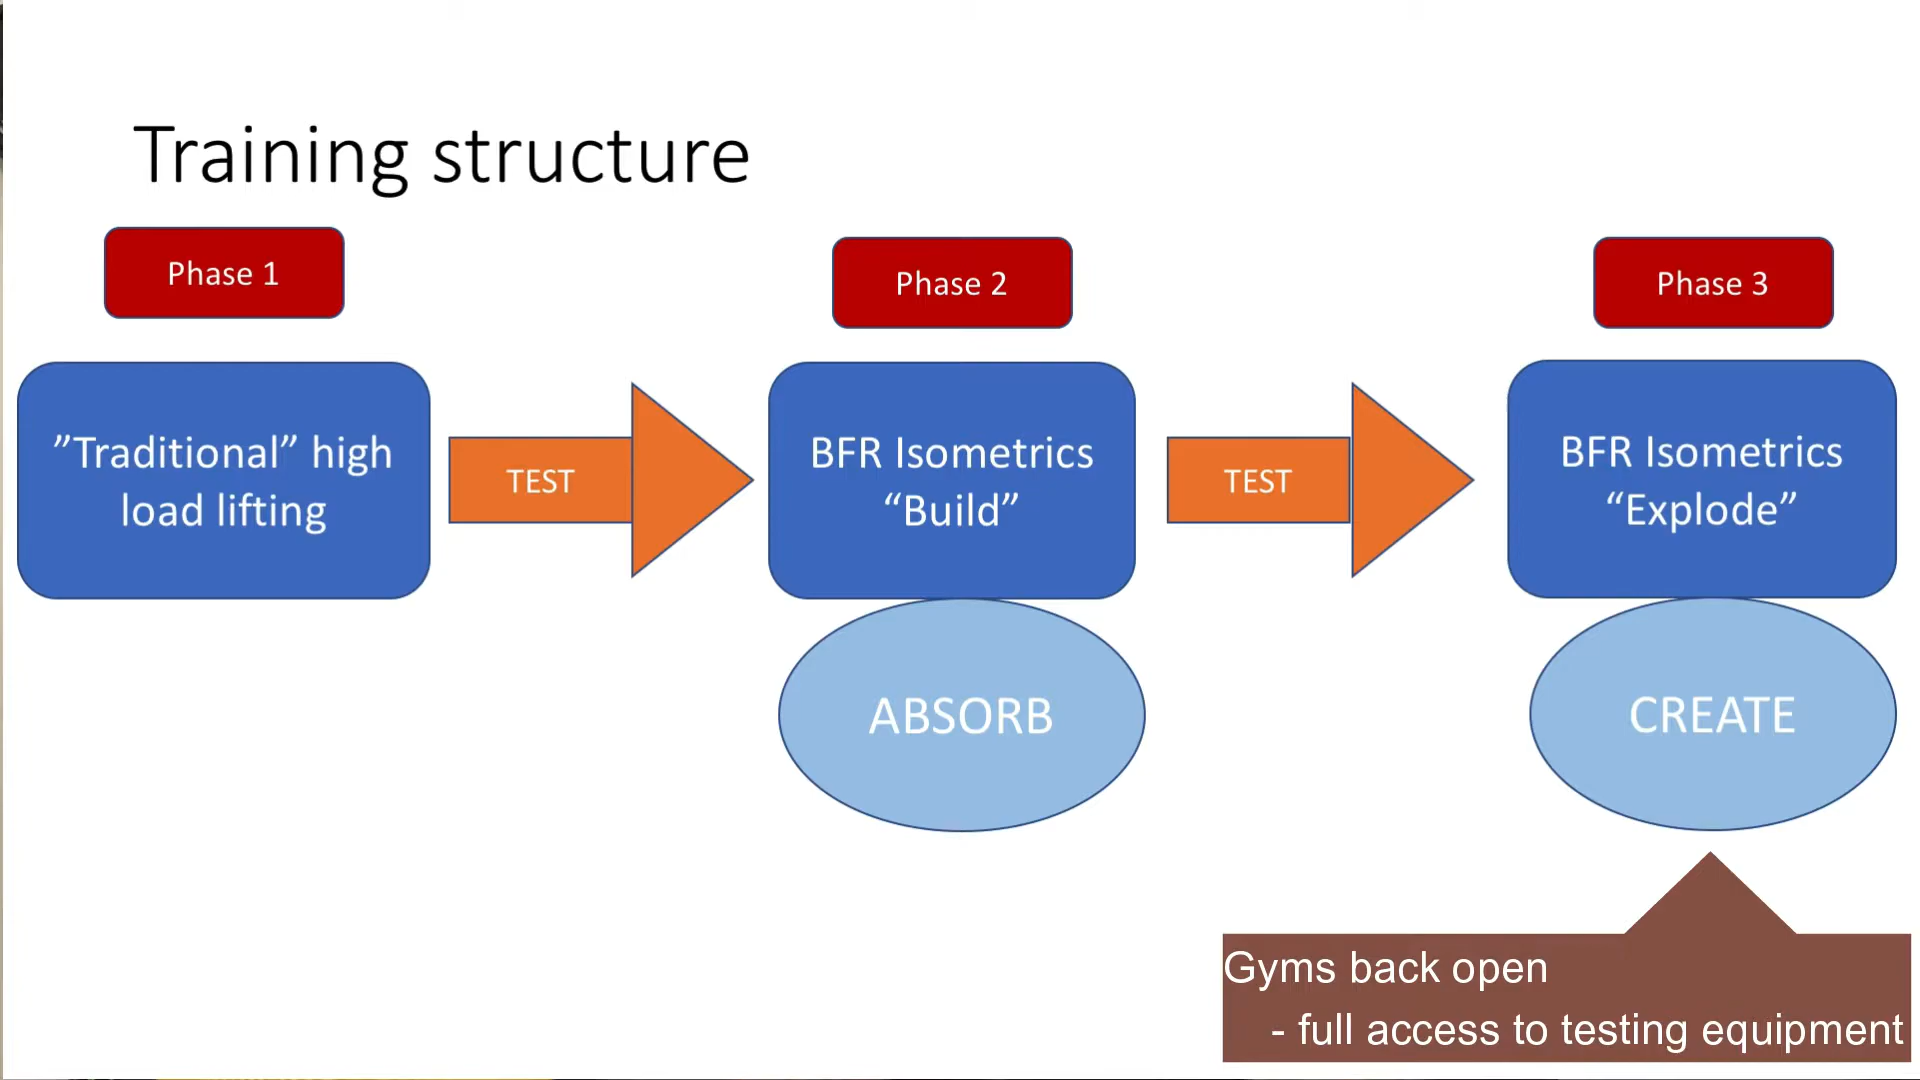 Training structure
Phase 1
Phase 2
Phase 3
”Traditional” high
load lifting
TEST
BFR Isometrics
“Build”
TEST
BFR Isometrics
“Explode”
ABSORB
CREATE
Gyms back open
- full access to testing equipment